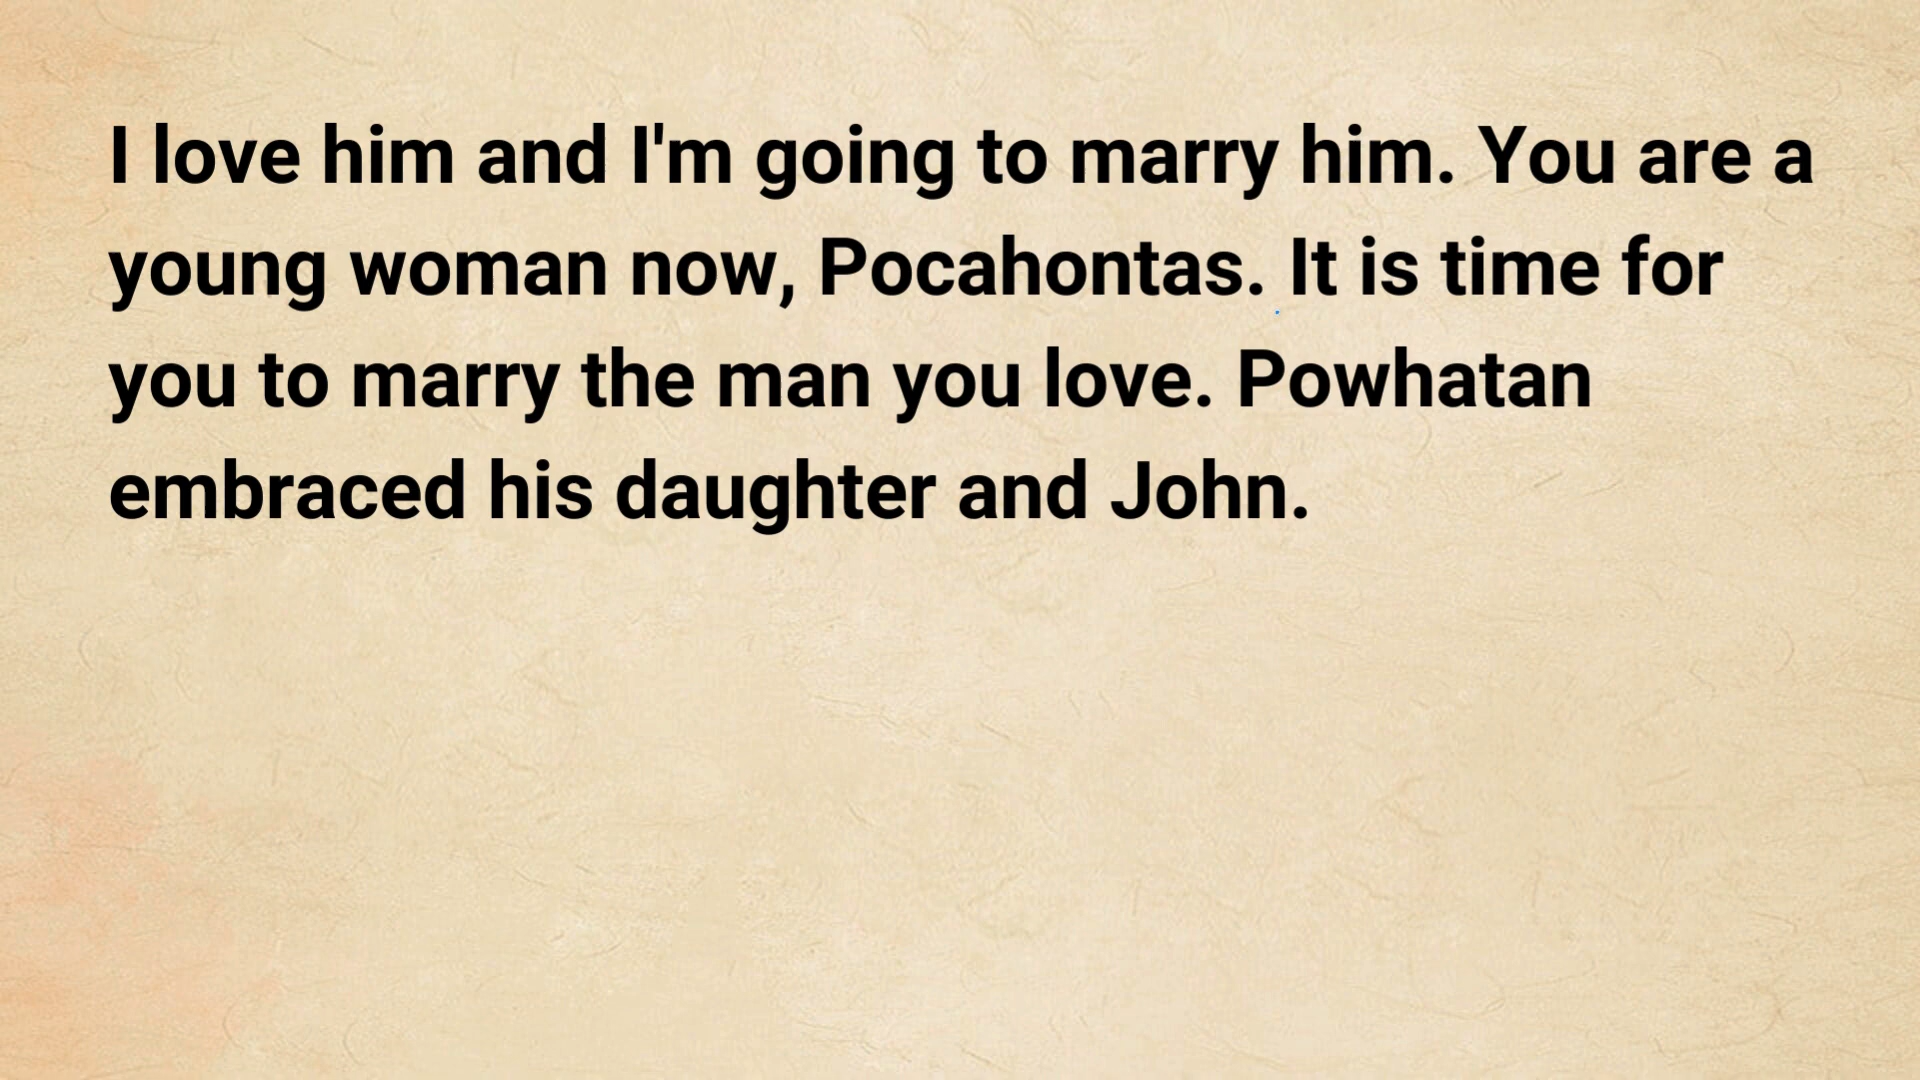 I love him and I'm going to marry him. You are a
young woman now, Pocahontas. It is time for
you to marry the man you love. Powhatan
embraced his daughter and John.